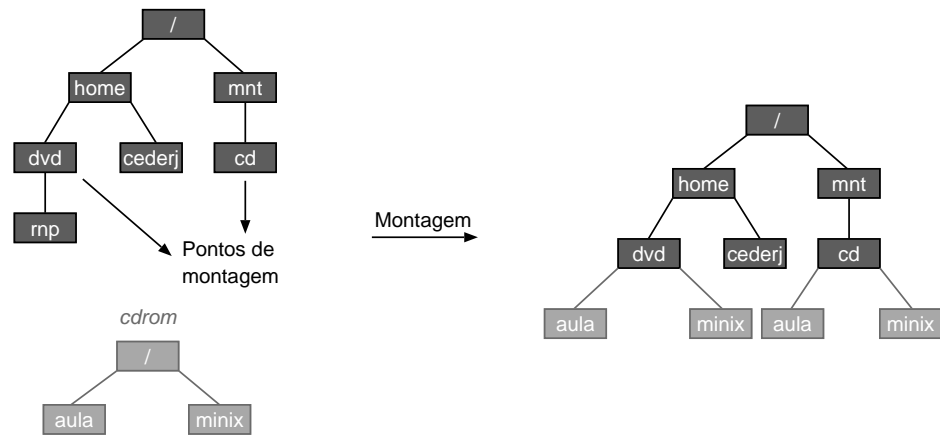 /
home
mnt
dvd
cederj
cd
rnp
Pontos de
montagem
cdrom
/
aula
minix
Montagem
/
home
mnt
dvd
cederj
cd
aula
minix
aula
minix